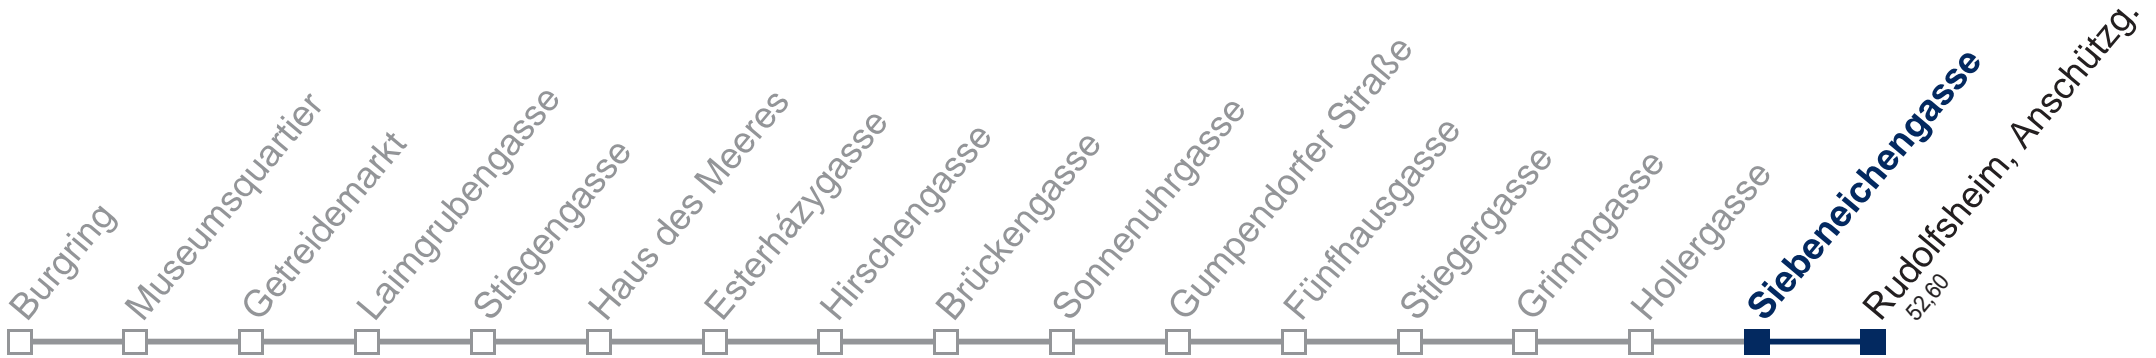 Burgring
Museumsquartier
Getreidemarkt
Laimgrubengasse
Stiegengasse
Haus des Meeres
Esterházygasse
Hirschengasse
Brückengasse
Sonnenuhrgasse
Gumpendorfer Straße
Fünfhausgasse
Stiegergasse
Grimmgasse
Hollergasse
Siebeneichengasse
Rudolfsheim, Anschützg.
52,60